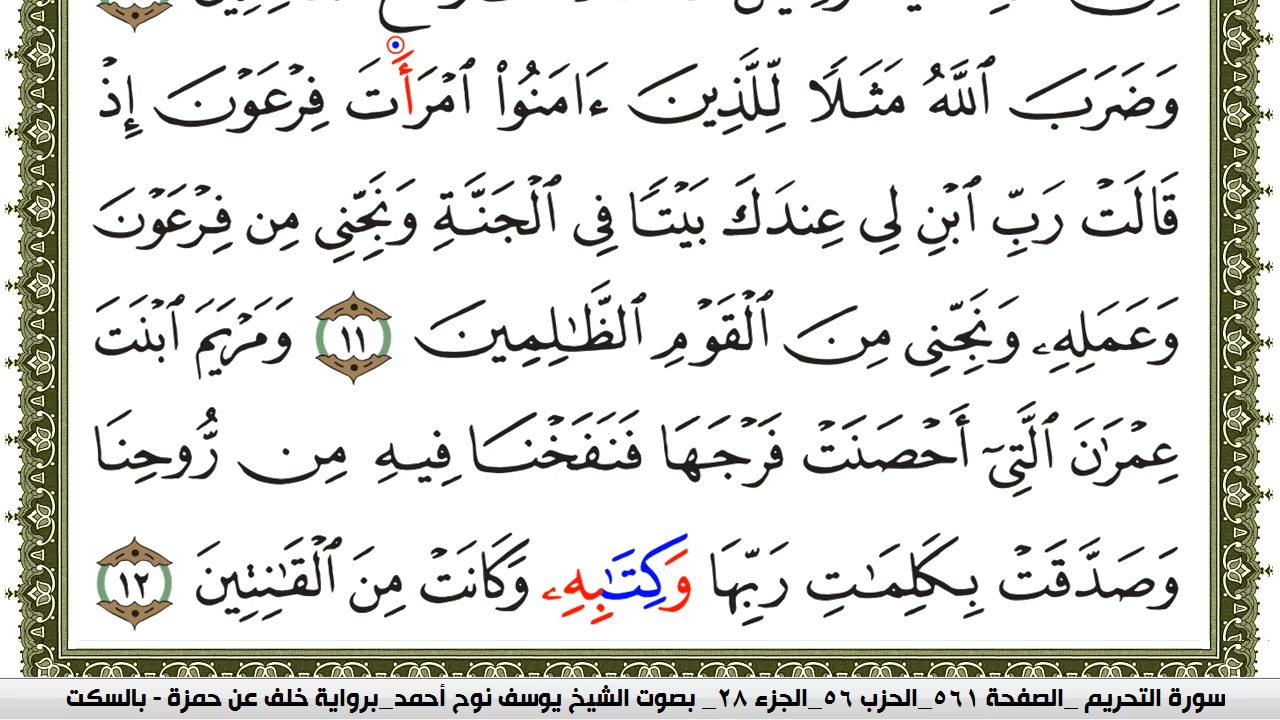 وَضَرَبَ ٱللَّهُ مَثَلًا لِّلَّذِينَ ءَامَنُوا۟ ٱمْرَأَتَ فِرْعَوْنَ إِذْ
قَالَتْ رَبِّ ٱبْنِ لِى عِندَكَ بَيْتًا فِى ٱلْجَنَّةِ وَنَجِّنِى مِن فِرْعَوْنَ
وَعَمَلِهِۦ وَنَجِّنِى مِنَ ٱلْقَوْمِ ٱلظَّـٰلِمِينَ ١١ وَمَرْيَمَ ٱبْنَتَ
عِمْرَٰنَ ٱلَّتِىٓ أَحْصَنَتْ فَرْجَهَا فَنَفَخْنَا فِيهِ مِن رُّوحِنَا
وَصَدَّقَتْ بِكَلِمَـٰتِ رَبِّهَا وَكِتَـٰبِهِۦ وَكَانَتْ مِنَ ٱلْقَـٰنِتِينَ ١٢
سورة التحريم _الصفحة ٥٦١_الحزب ٥٦_الجزء ٢٨_ بصوت الشيخ يوسف نوح أحمد_برواية خلف عن حمزة - بالسكت